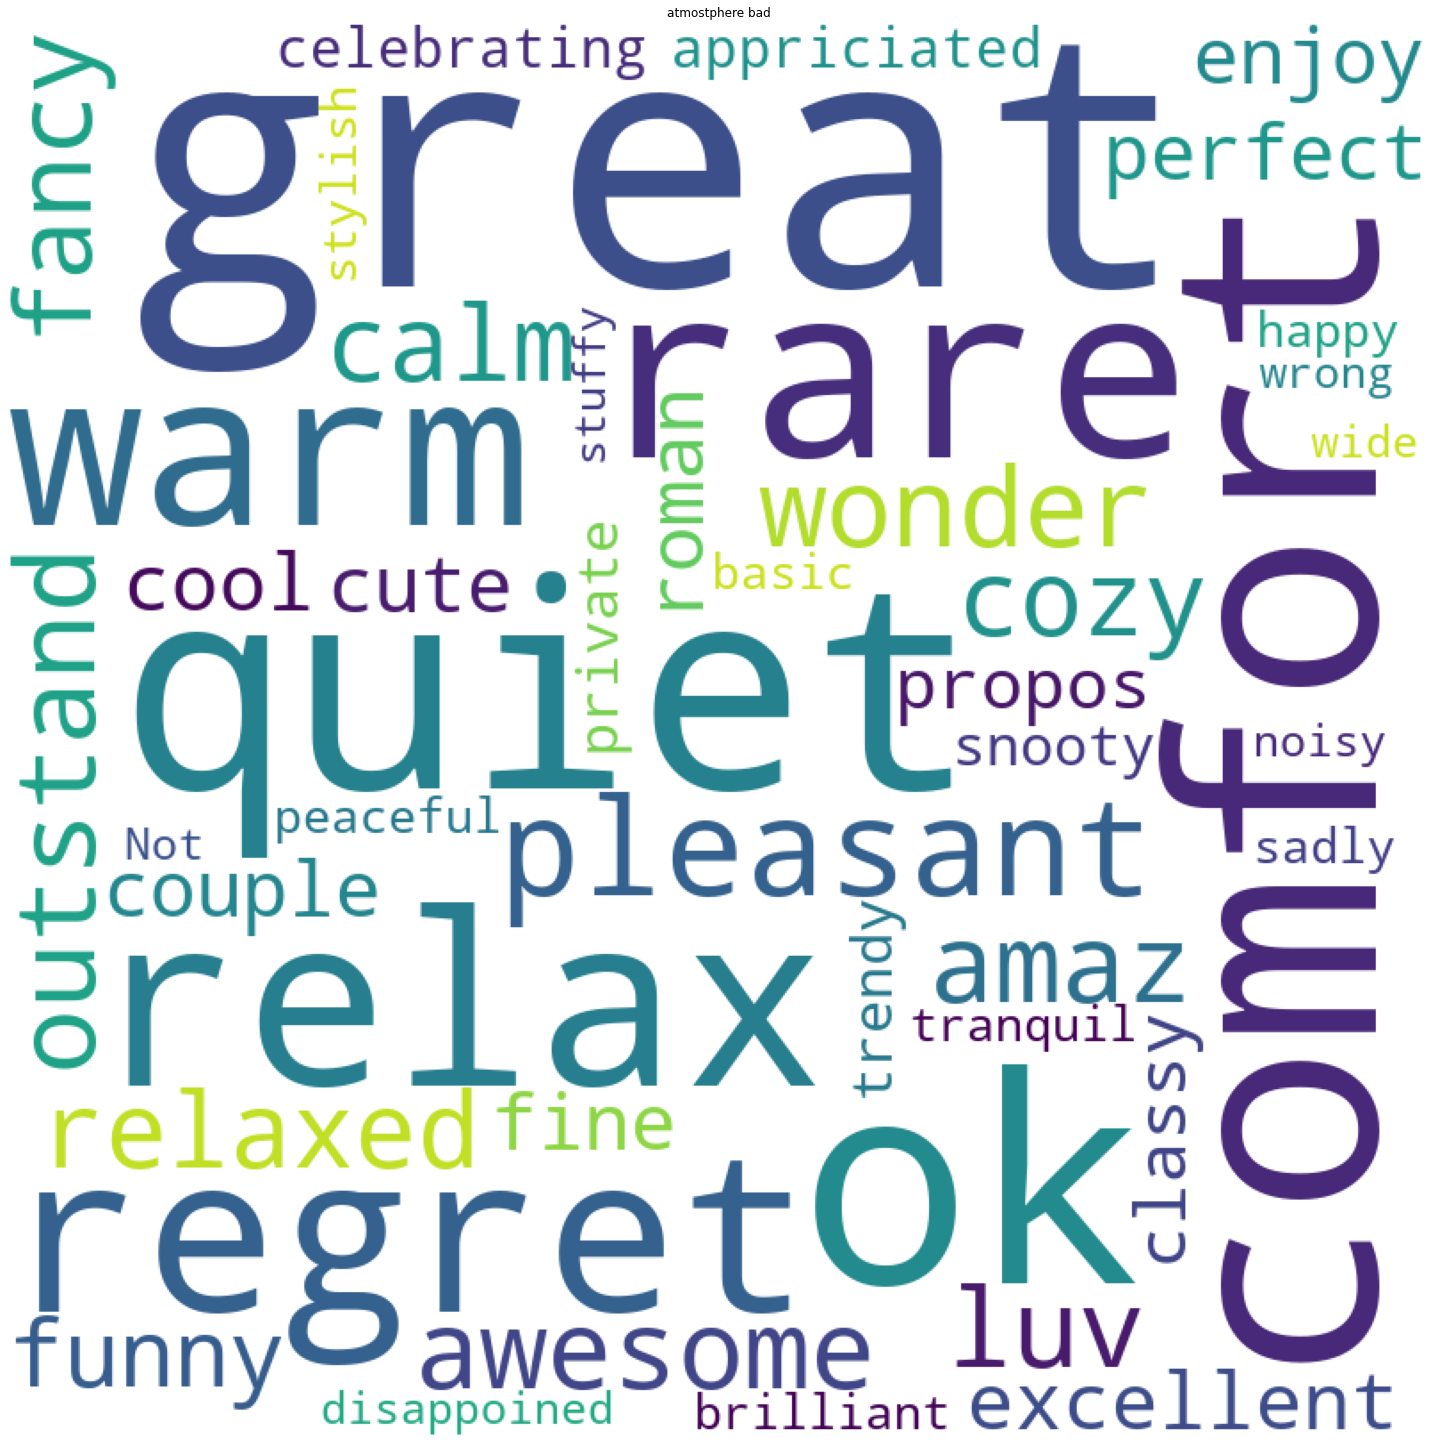 atmostphere bad
celebrating
appriciated
enjoy
fancy
great
stylish
perfect
comfort
calm
stuffy
rare
happy
wrong
warm
roman
wide
wonder
private
basic
outstand
cool
cute
cozy
quiet
propos
snooty
noisy
peaceful
pleasant
Not
sadly
couple
relax
trendy
amaz
tranquil
classy
relaxed
fine
ok
regret
luv
funny
awesome
excellent
disappoined
brilliant